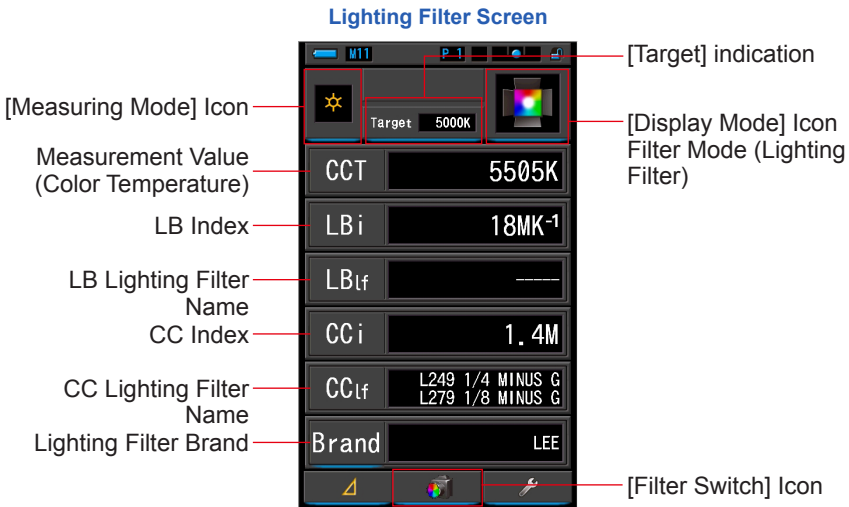 Lighting Filter Screen
M11 P 1
[Target] indication
[Measuring Mode] Icon
Target 5000K
[Display Mode] Icon
Filter Mode (Lighting
Filter)
Measurement Value
(Color Temperature)
CCT 5505K
LB Index
LBi 18MK-1
LB Lighting Filter
Name
LBlf -----
CC Index
CCi 1.4M
CC Lighting Filter
Name
CClf L249 1/4 MINUS G
L279 1/8 MINUS G
Lighting Filter Brand
Brand LEE
[Filter Switch] Icon